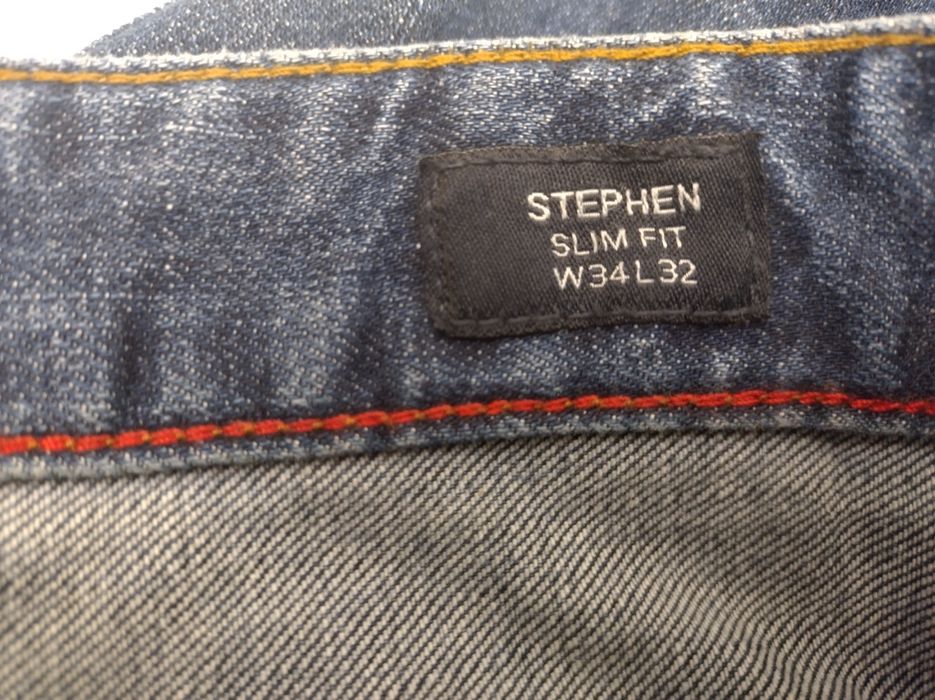 STEPHEN
SLIM FIT
W34 L32